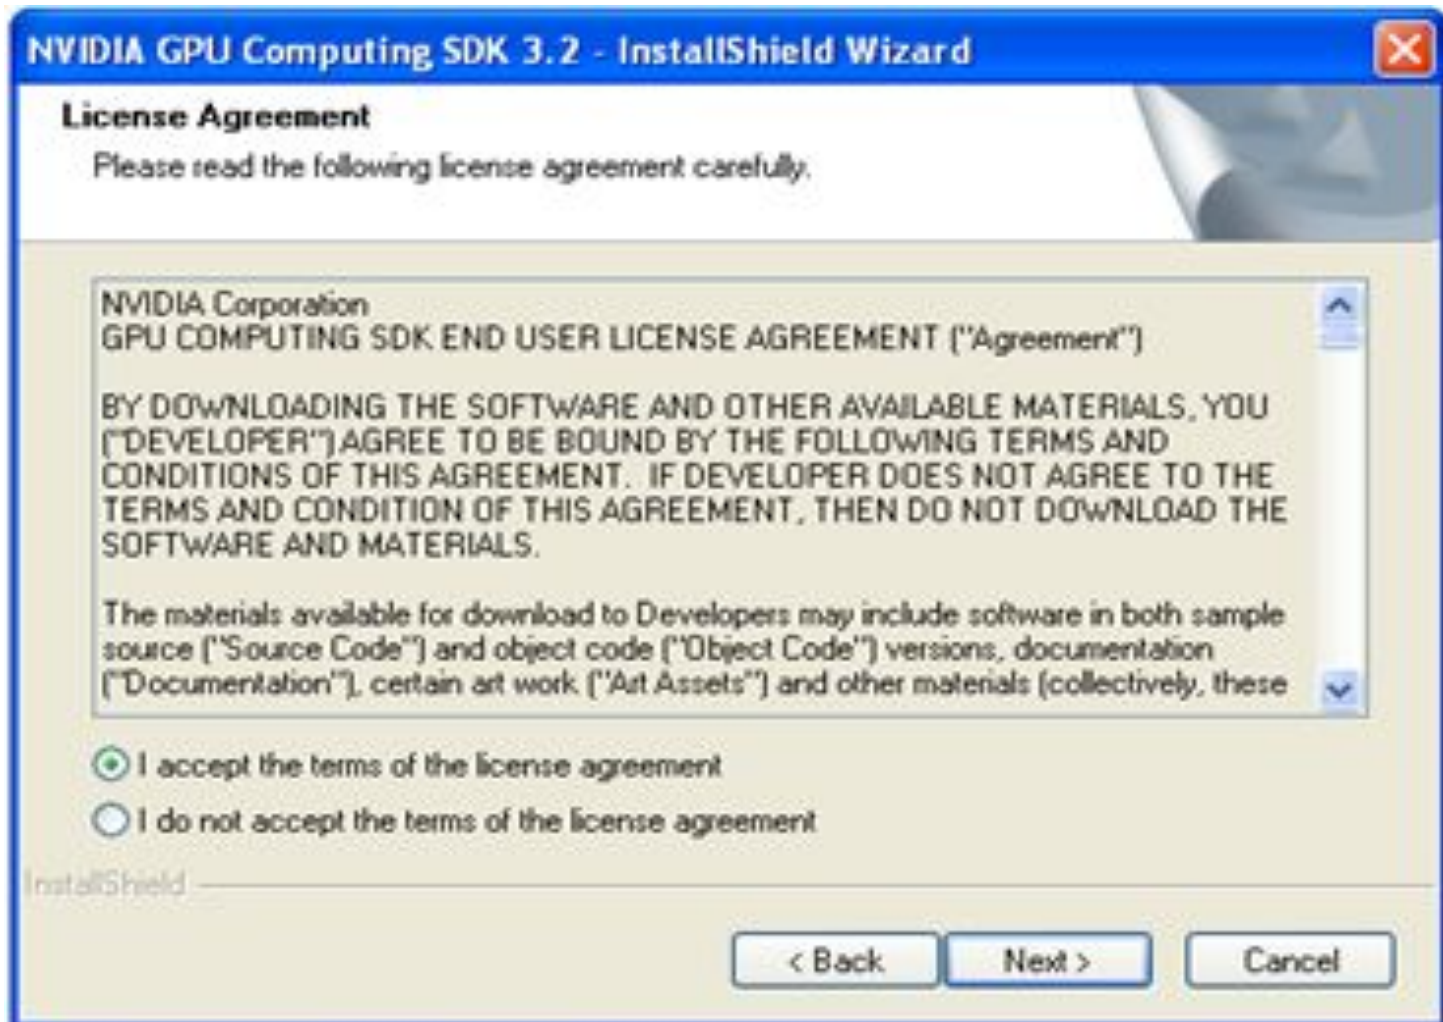 NVIDIA GPU Computing SDK 3.2 - InstallShield Wizard
License Agreement
Please read the following license agreement carefully.
NVIDIA Corporation
GPU COMPUTING SDK END USER LICENSE AGREEMENT ("Agreement")
BY DOWNLOADING THE SOFTWARE AND OTHER AVAILABLE MATERIALS, YOU
("DEVELOPER") AGREE TO BE BOUND BY THE FOLLOWING TERMS AND
CONDITIONS OF THIS AGREEMENT. IF DEVELOPER DOES NOT AGREE TO THE
TERMS AND CONDITION OF THIS AGREEMENT, THEN DO NOT DOWNLOAD THE
SOFTWARE AND MATERIALS.
The materials available for download to Developers may include software in both sample
source ("Source Code") and object code ("Object Code") versions, documentation
("Documentation"), certain art work ("Art Assets") and other materials (collectively, these
I accept the terms of the license agreement
I do not accept the terms of the license agreement
InstallShield
< Back
Next >
Cancel